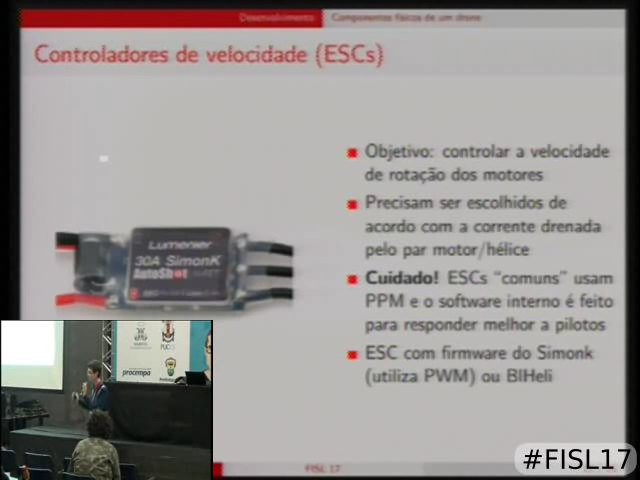 Desenvolvimento
Componentes físicos de um drone
Controladores de velocidade (ESCs)
Objetivo: controlar a velocidade
de rotação dos motores
Precisam ser escolhidos de
acordo com a corrente drenada
pelo par motor/hélice
Cuidado! ESCs “comuns” usam
PPM e o software interno é feito
para responder melhor a pilotos
ESC com firmware do Simonk
(utiliza PWM) ou BlHeli
Lumenier
30A SimonK
AutoShot
procempa
FISL 17
#FISL17